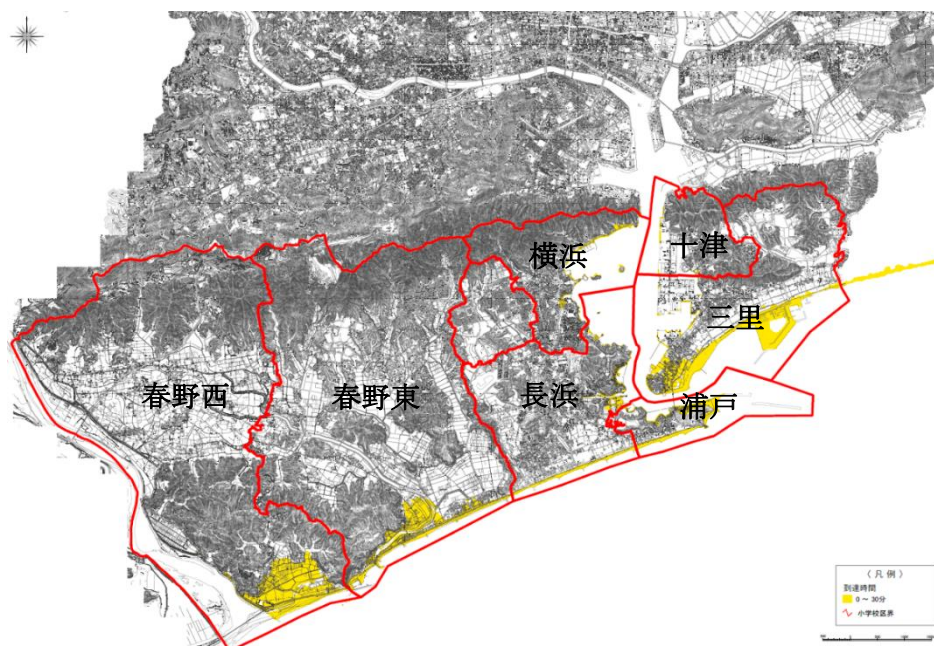 横浜
十津
三里
春野西
春野東
長浜
浦戸
〈 凡 例 〉
到達時間
0 ～ 30分
小学校区界